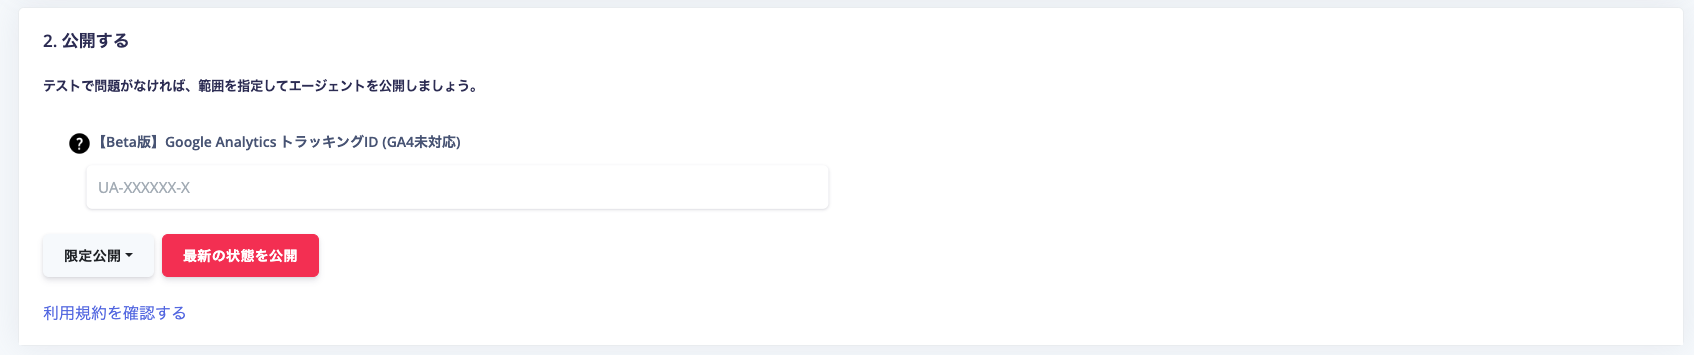 2. 公開する
テストで問題がなければ、範囲を指定してエージェントを公開しましょう。
?【Beta版】Google Analytics トラッキングID (GA4未対応)
UA-XXXXXX-X
限定公開 最新の状態を公開
利用規約を確認する